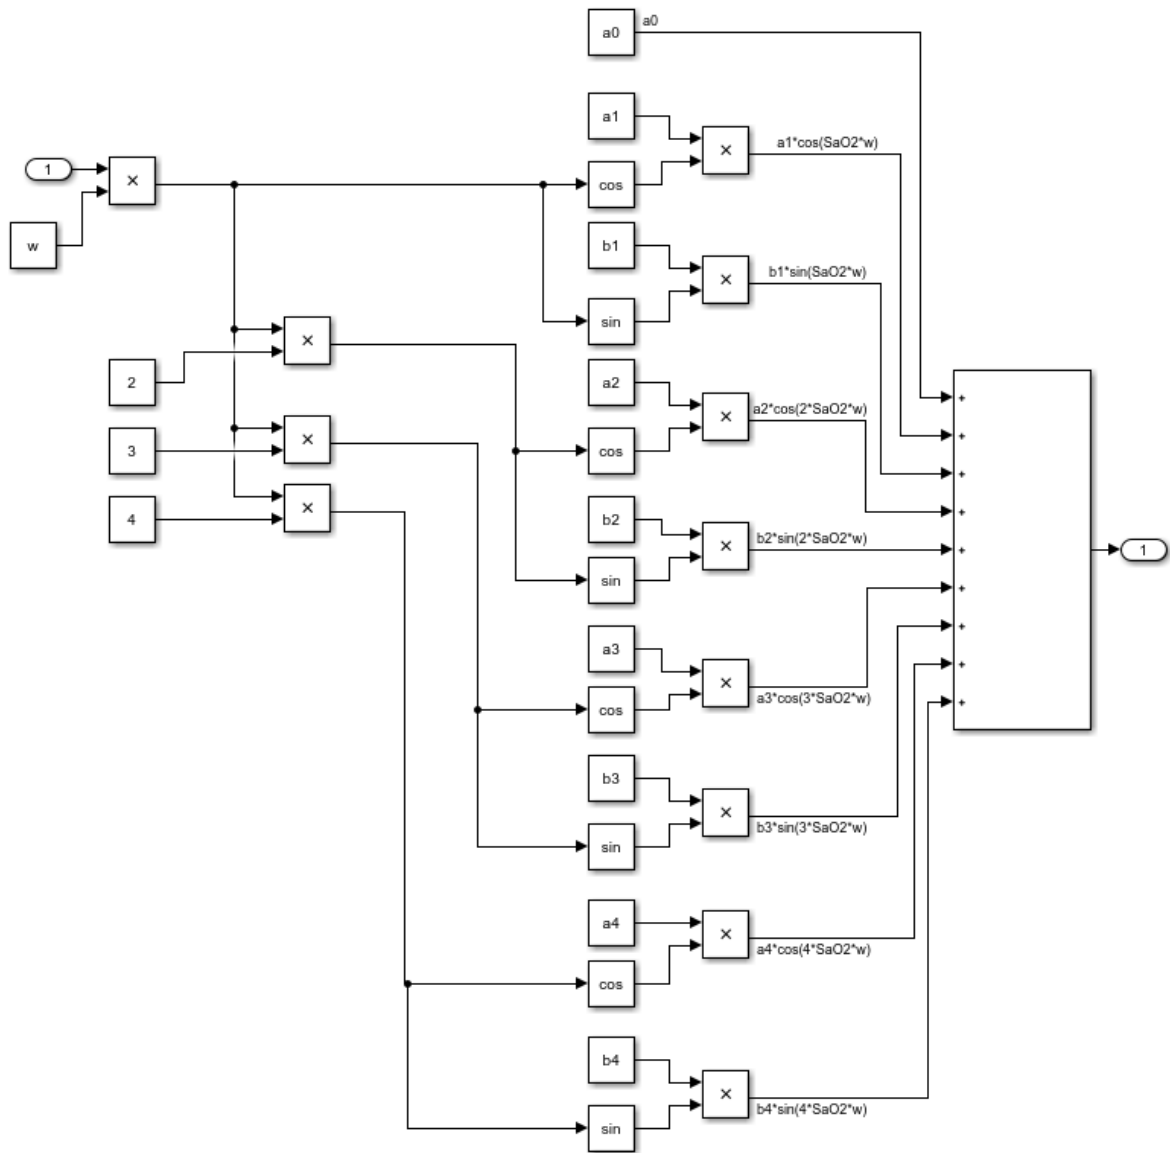 a0
a0
a1
×
a1*cos(SaO2*w)
1
×
cos
w
b1
×
b1*sin(SaO2*w)
sin
×
2
a2
×
a2*cos(2*SaO2*w)
+
+
3
×
cos
+
4
×
b2
×
b2*sin(2*SaO2*w)
+
+
1
sin
+
a3
×
a3*cos(3*SaO2*w)
+
+
cos
+
b3
×
b3*sin(3*SaO2*w)
sin
a4
×
a4*cos(4*SaO2*w)
cos
b4
×
b4*sin(4*SaO2*w)
sin